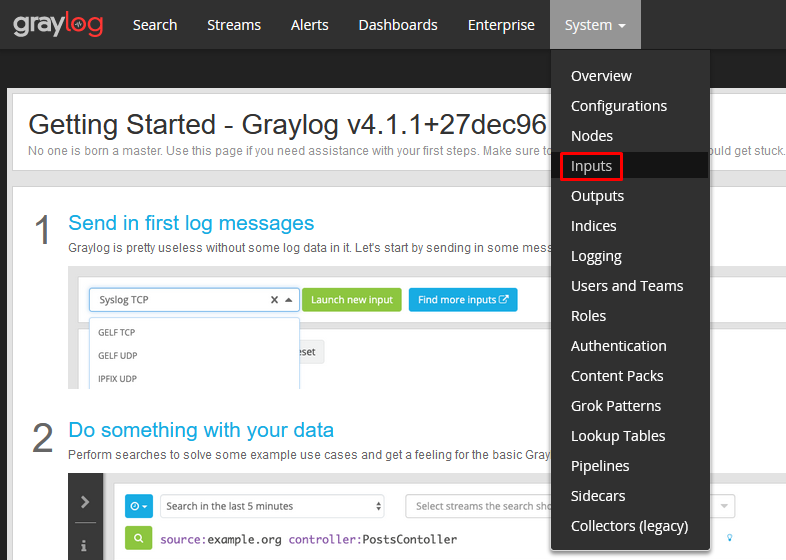 graylog Search Streams Alerts Dashboards Enterprise System
Overview
Configurations
Nodes
Inputs
Outputs
Indices
Logging
Users and Teams
Roles
Authentication
Content Packs
Grok Patterns
Lookup Tables
Pipelines
Sidecars
Collectors (legacy)
Getting Started - Graylog v4.1.1+27dec96
No one is born a master. Use this page if you need assistance with your first steps. Make sure to ould get stuck.
1 Send in first log messages
Graylog is pretty useless without some log data in it. Let's start by sending in some mess
Syslog TCP Launch new input Find more inputs
GELF TCP
GELF UDP eset
IPFIX UDP
2 Do something with your data
Perform searches to solve some example use cases and get a feeling for the basic Gray
Search in the last 5 minutes Select streams the search sho
source:example.org controller:PostsContoller